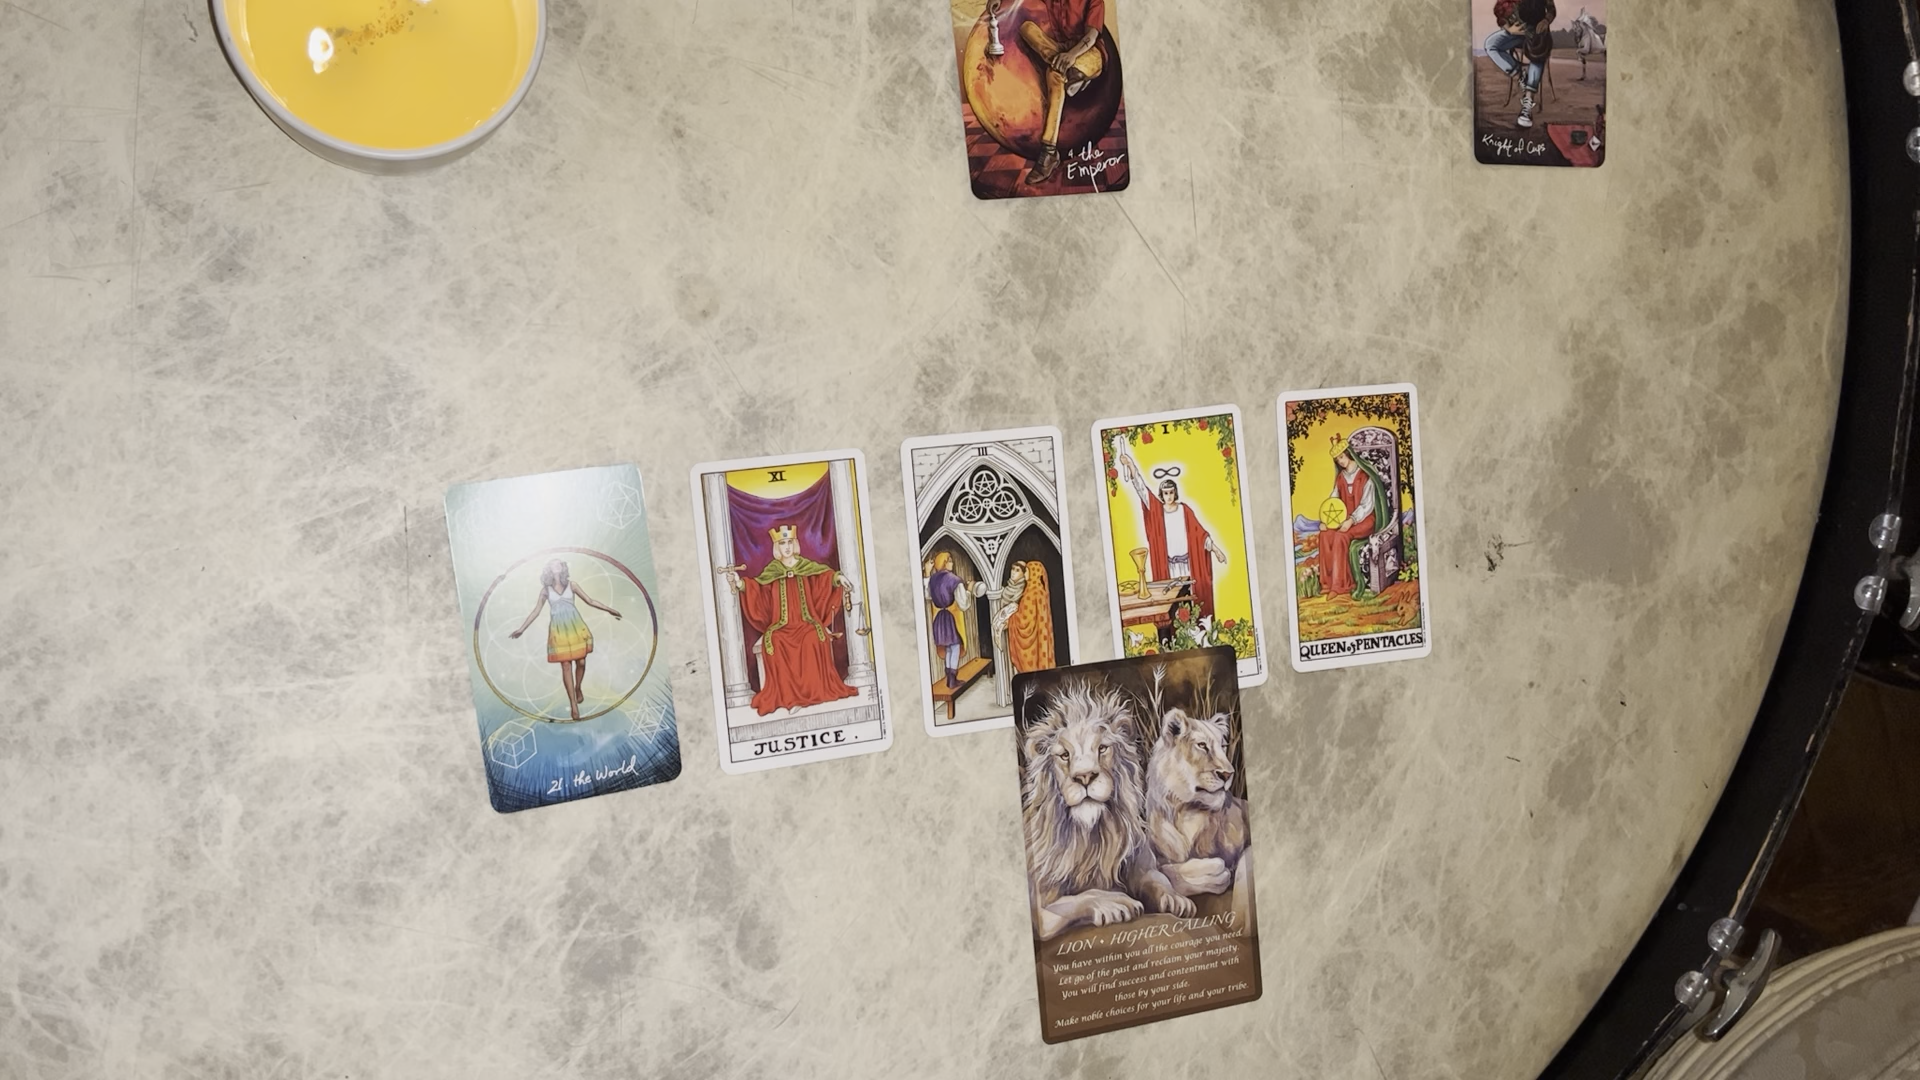 4 the
Emperor
Knight of Cups
21. the World
XI
JUSTICE.
III
I
QUEEN of PENTACLES
LION • HIGHER CALLING
You have within you all the courage you need.
Let go of the past and reclaim your majesty.
You will find success and contentment with
those by your side.
Make noble choices for your life and your tribe.